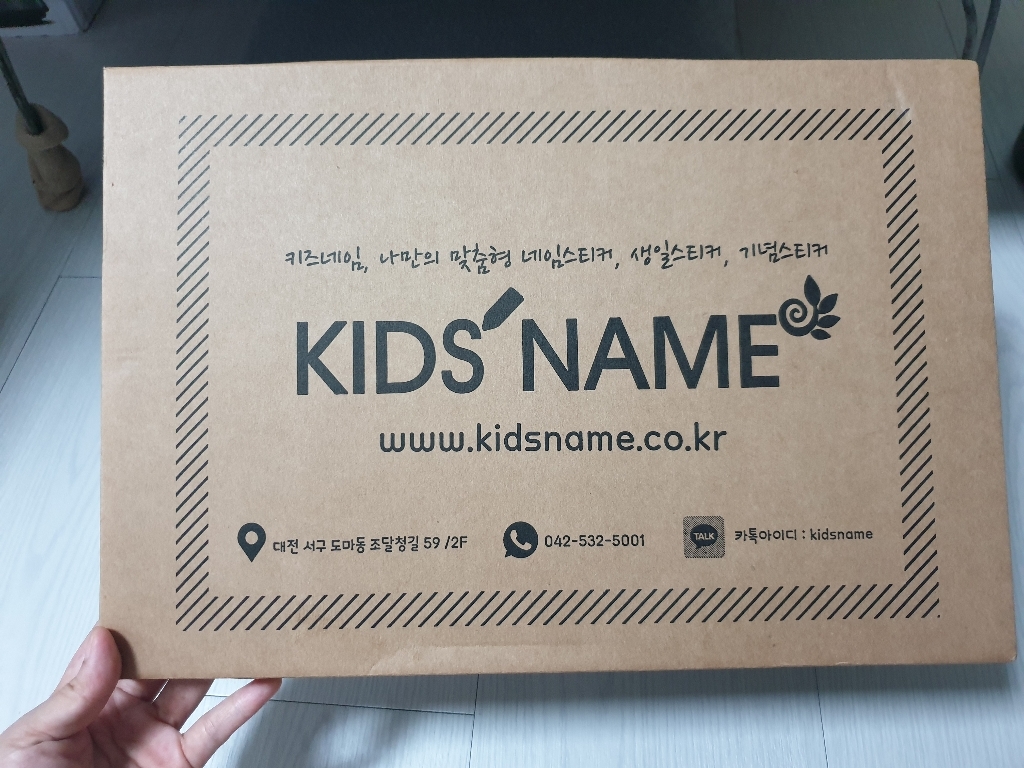 키즈네임, 나만의 맞춤형 네임스티커, 생일스티커, 기념스티커
KIDS' NAME
www.kidsname.co.kr
대전 서구 도마동 조달청길 59 /2F
042-532-5001
TALK
카톡아이디 : kidsname